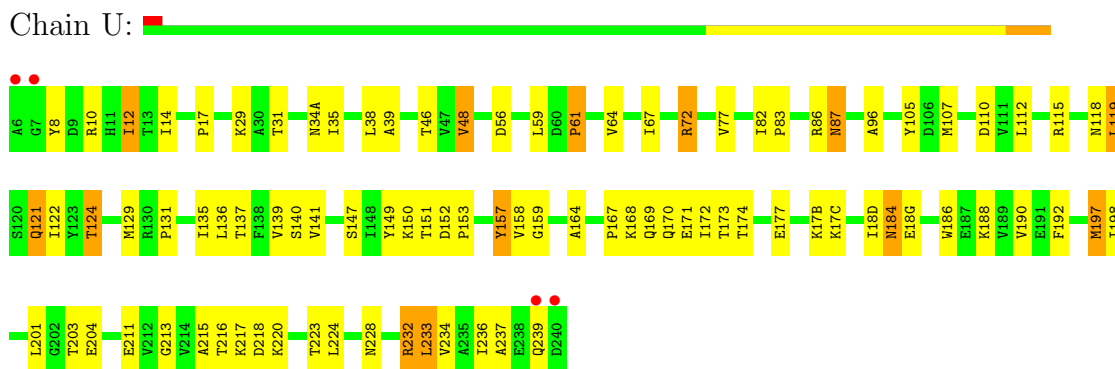 Chain U:
A6 G7 Y8 D9 R10 H11 I12 T13 I14 P17 K29 A30 T31 N34A I35 L38 A39 T46 V47 V48 D56 L59 D60 P61 V64 I67 R72 V77 I82 P83 R86 N87 A96 Y105 D106 M107 D110 V111 L112 R115 N118 L119
S120 Q121 I122 Y123 T124 M129 R130 P131 I135 L136 T137 F138 V139 S140 V141 S147 I148 Y149 K150 T151 D152 P153 Y157 V158 G159 A164 P167 K168 Q169 Q170 E171 I172 T173 T174 E177 K17B K17C I18D N184 E18G W186 E187 K188 V189 V190 E191 F192 M197 I198
L201 G202 T203 E204 E211 V212 G213 V214 A215 T216 K217 D218 K220 T223 L224 N228 R232 L233 V234 A235 I236 A237 E238 Q239 D240